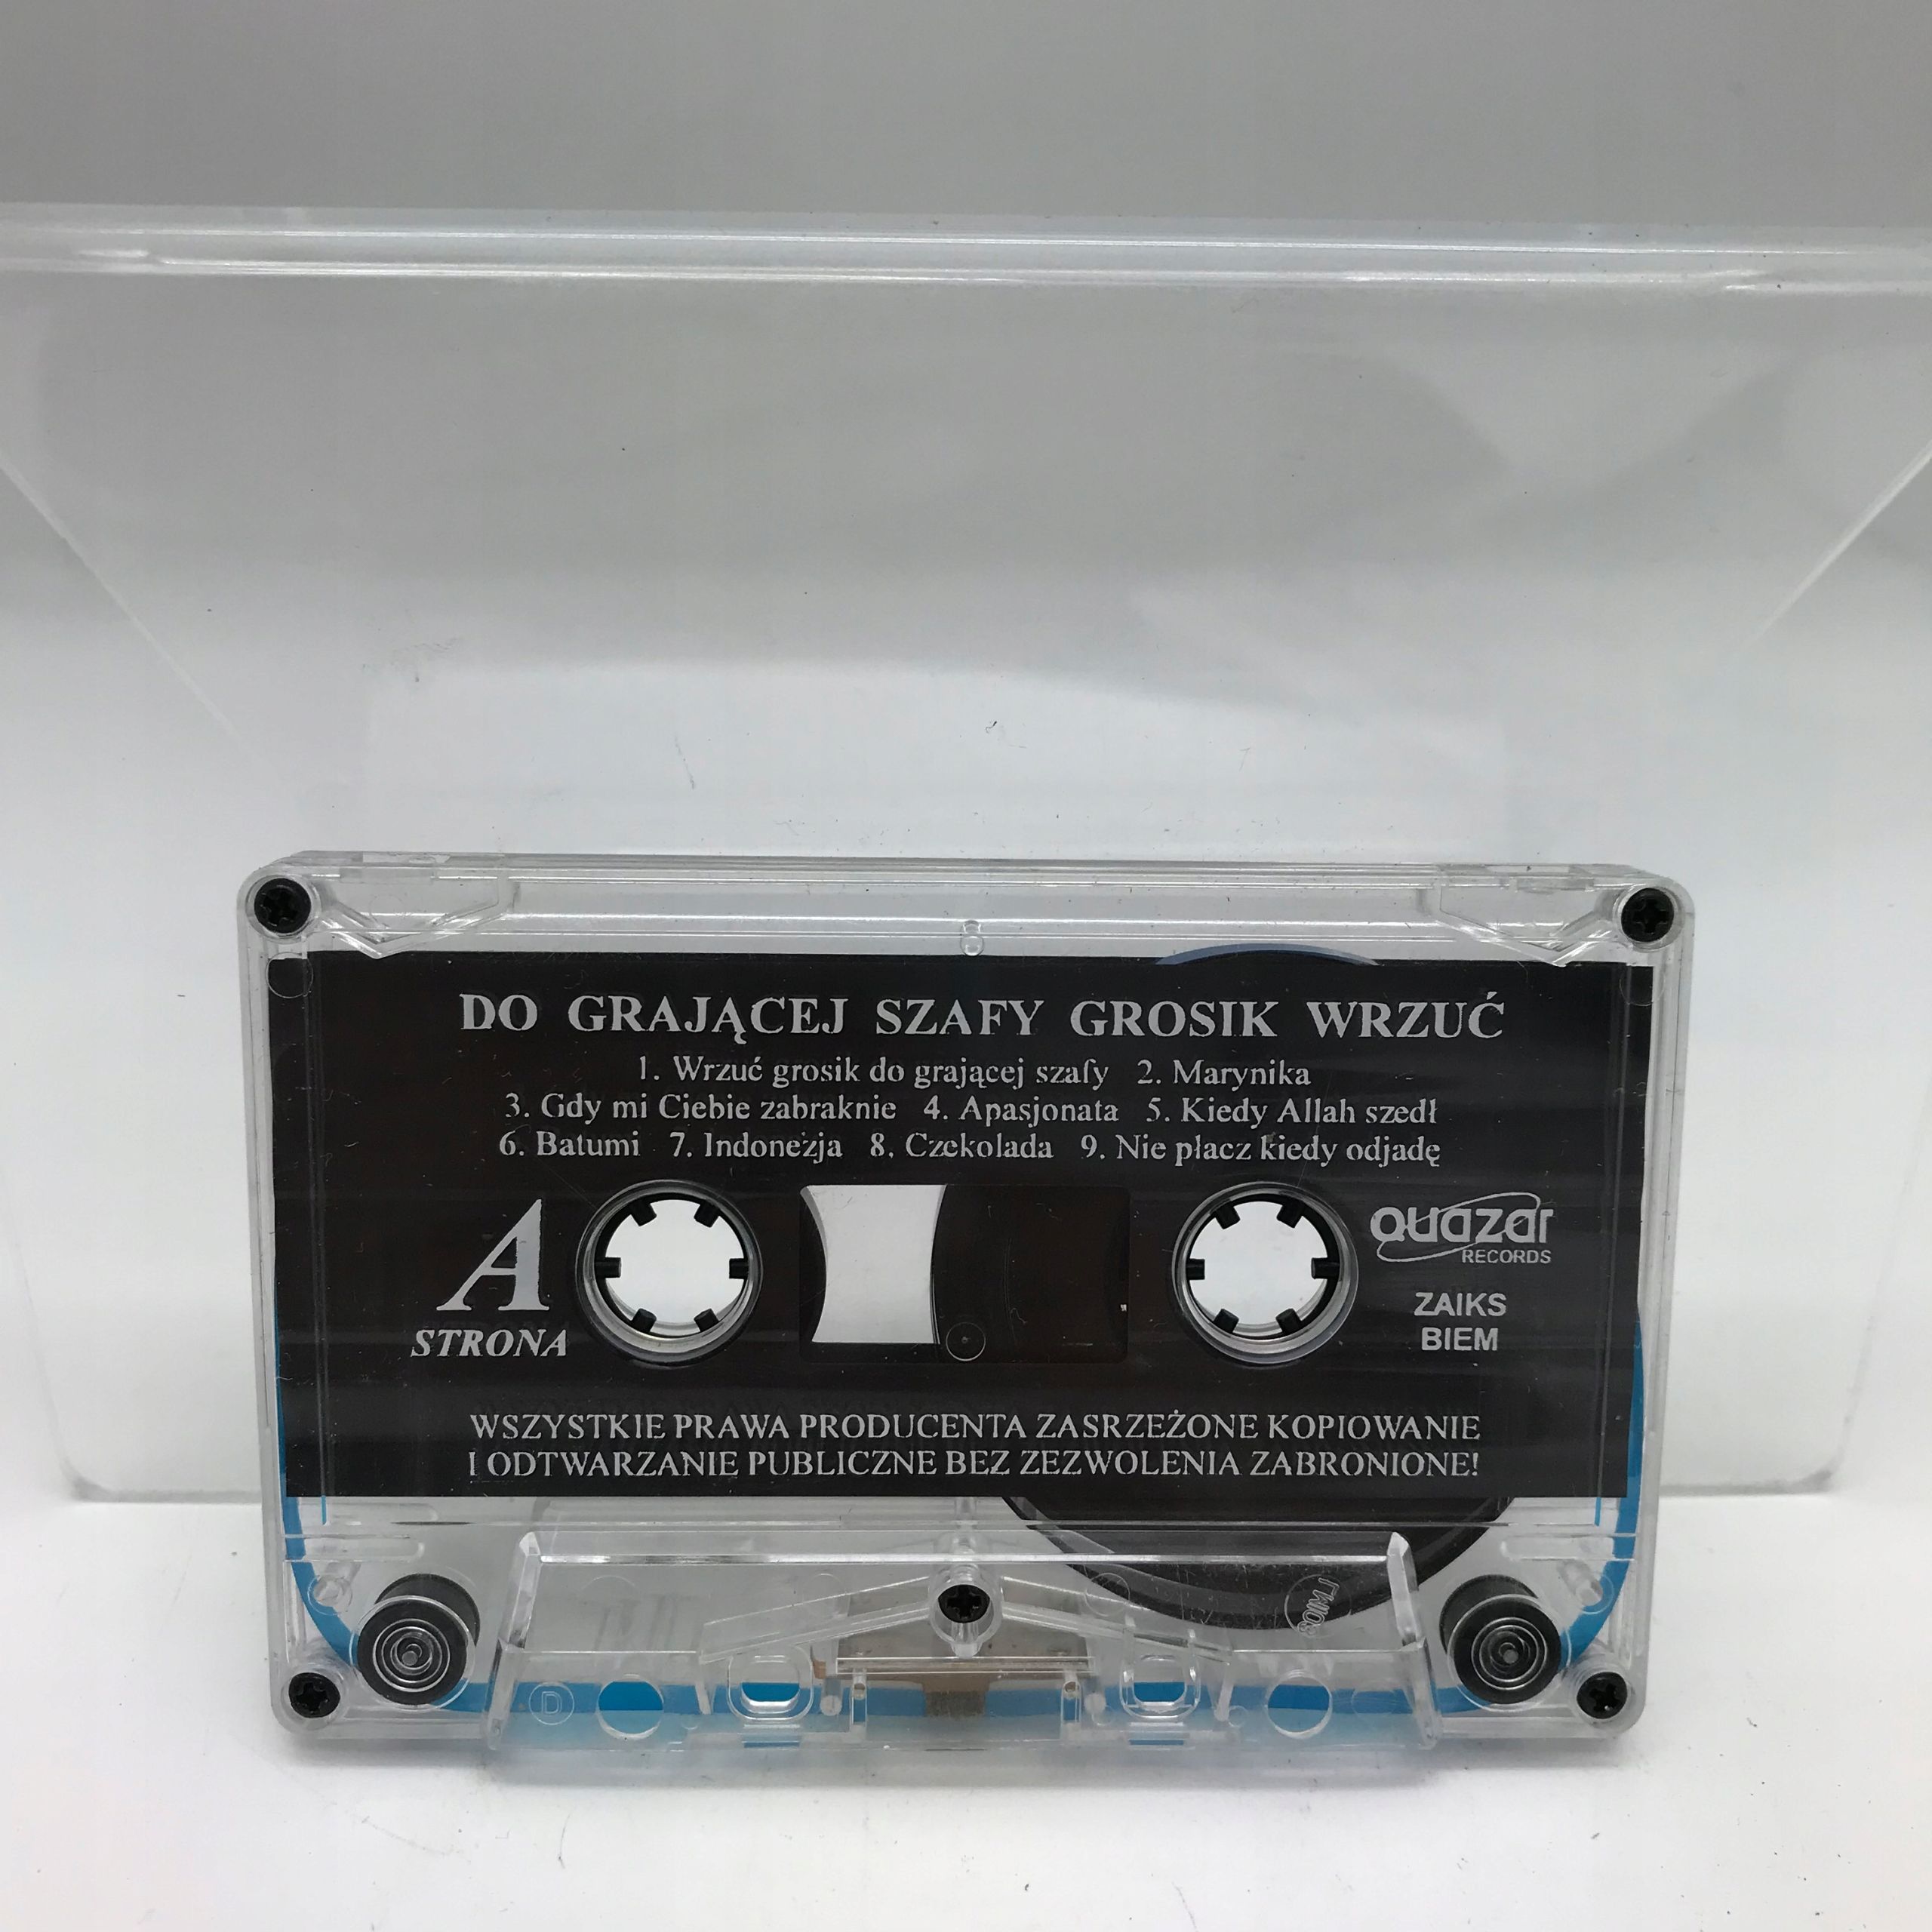 8
DO GRAJĄCEJ SZAFY GROSIK WRZUĆ
1. Wrzuć grosik do grającej szafy 2. Marynika
3. Gdy mi Ciebie zabraknie 4. Apasjonata 5. Kiedy Allah szedł
6. Batumi 7. Indonezja 8. Czekolada 9. Nie płacz kiedy odjadę
A
STRONA
quazar
RECORDS
ZAIKS
BIEM
WSZYSTKIE PRAWA PRODUCENTA ZASRZEŻONE KOPIOWANIE
I ODTWARZANIE PUBLICZNE BEZ ZEZWOLENIA ZABRONIONE!
D